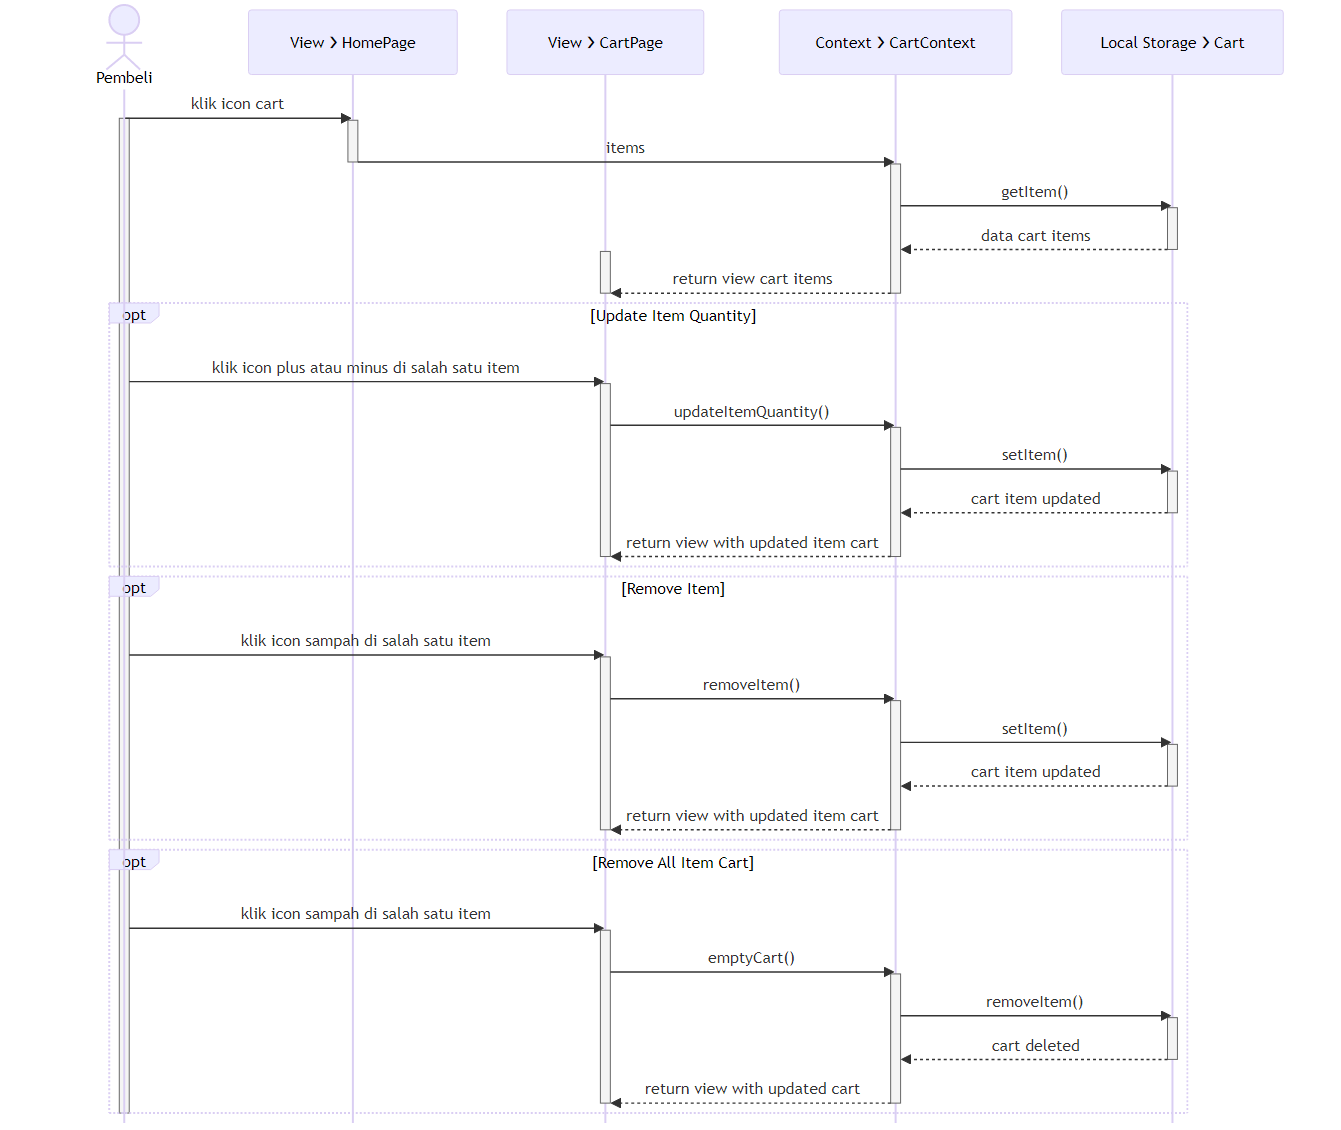 Pembeli
View > HomePage
View > CartPage
Context > CartContext
Local Storage > Cart
klik icon cart
items
getItem()
data cart items
return view cart items
opt
[Update Item Quantity]
klik icon plus atau minus di salah satu item
updateItemQuantity()
setItem()
cart item updated
return view with updated item cart
opt
[Remove Item]
klik icon sampah di salah satu item
removeItem()
setItem()
cart item updated
return view with updated item cart
opt
[Remove All Item Cart]
klik icon sampah di salah satu item
emptyCart()
removeItem()
cart deleted
return view with updated cart